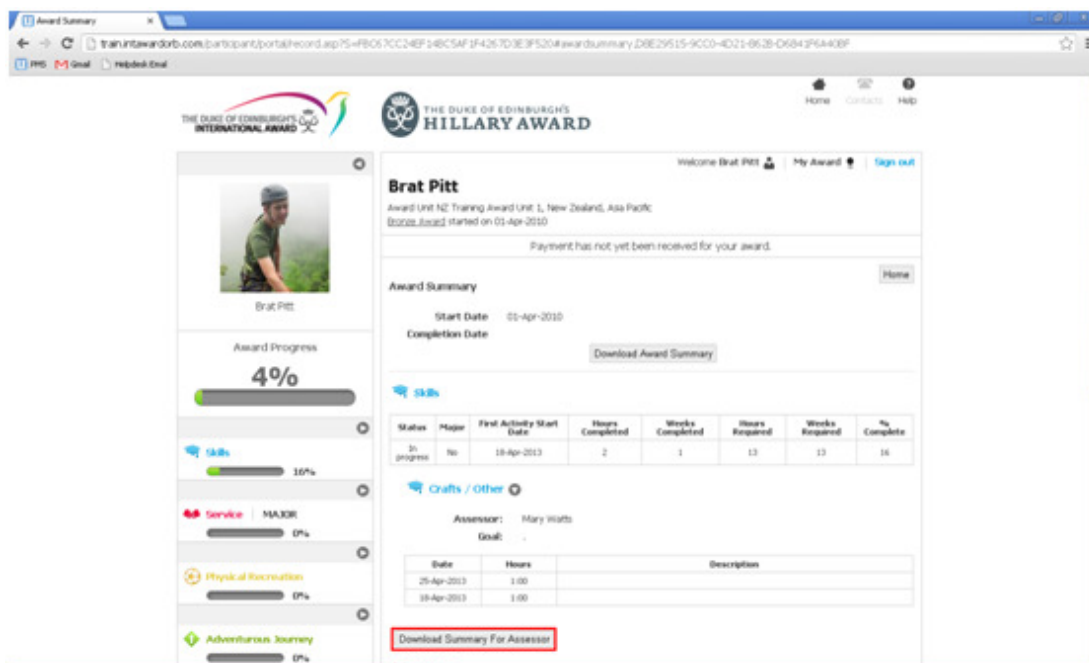 Award Summary
train.intawardorb.com/participant/portal/record.asp?
PMS Gmail Helpdesk Email
THE DUKE OF EDINBURGH'S
INTERNATIONAL AWARD
THE DUKE OF EDINBURGH'S
HILLARY AWARD
Home Contacts Help
Welcome Brat Pitt My Award Sign out
Brat Pitt
Award Unit NZ Training Award Unit 1, New Zealand, Asia Pacific
Bronze Award started on 01-Apr-2010
Payment has not yet been received for your award.
Home
Award Summary
Start Date 01-Apr-2010
Completion Date
Download Award Summary
Skills
Status Major First Activity Start Date Hours Completed Weeks Completed Hours Required Weeks Required % Complete
In progress No 18-Apr-2013 2 1 13 13 16
Crafts / Other
Assessor: Mary Watts
Goal: .
Date Hours Description
25-Apr-2013 1:00
18-Apr-2013 1:00
Download Summary For Assessor
Brat Pitt
Award Progress
4%
Skills
16%
Service MAJOR
0%
Physical Recreation
0%
Adventurous Journey
0%